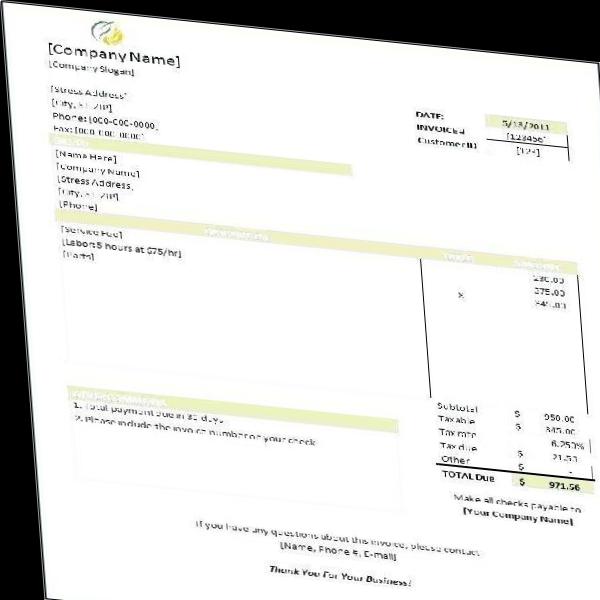 [Company Name]
[Company Slogan]
[Stress Address]
[City, ST ZIP]
Phone: [000-000-0000]
Fax: [000-000-0000]
DATE: 5/13/2011
INVOICE # [123456]
Customer ID [123]
[Name Here]
[Company Name]
[Stress Address]
[City, ST ZIP]
[Phone]
[Service Fee] 230.00
[Labor: 5 hours at $75/hr] 375.00
[Parts] X 345.00
Subtotal $ 950.00
Taxable $ 345.00
Tax rate 6.250%
Tax due $ 21.56
Other $ -
TOTAL Due $ 971.56
1. Total payment due in 30 days
2. Please include the invoice number on your check
Make all checks payable to
[Your Company Name]
If you have any questions about this invoice, please contact
[Name, Phone #, E-mail]
Thank You For Your Business!